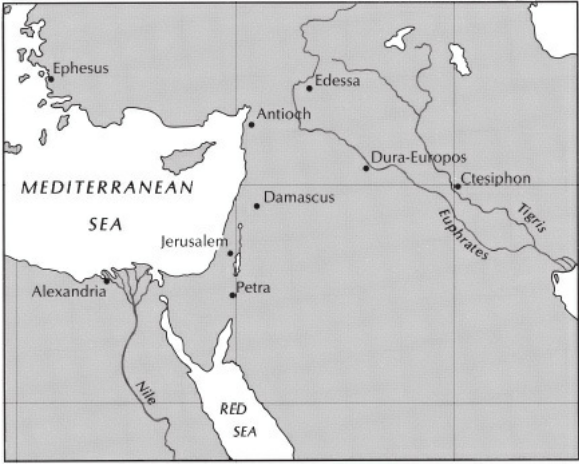 Ephesus
Edessa
Antioch
Dura-Europos
Ctesiphon
MEDITERRANEAN
SEA
Damascus
Tigris
Euphrates
Jerusalem
Alexandria
Petra
Nile
RED
SEA